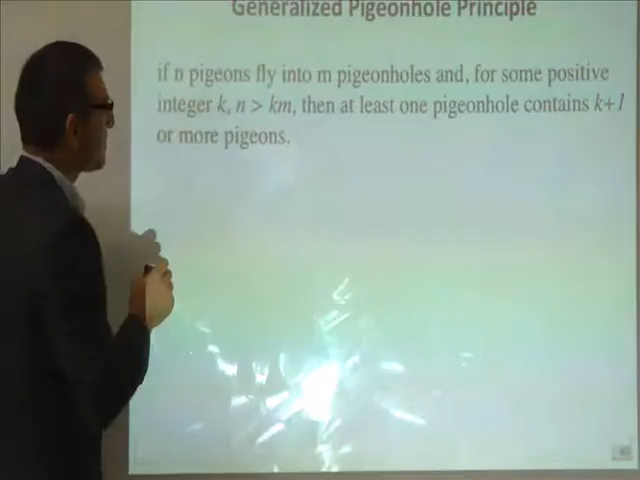 Generalized Pigeonhole Principle
if n pigeons fly into m pigeonholes and, for some positive
integer k, n > km, then at least one pigeonhole contains k+1
or more pigeons.